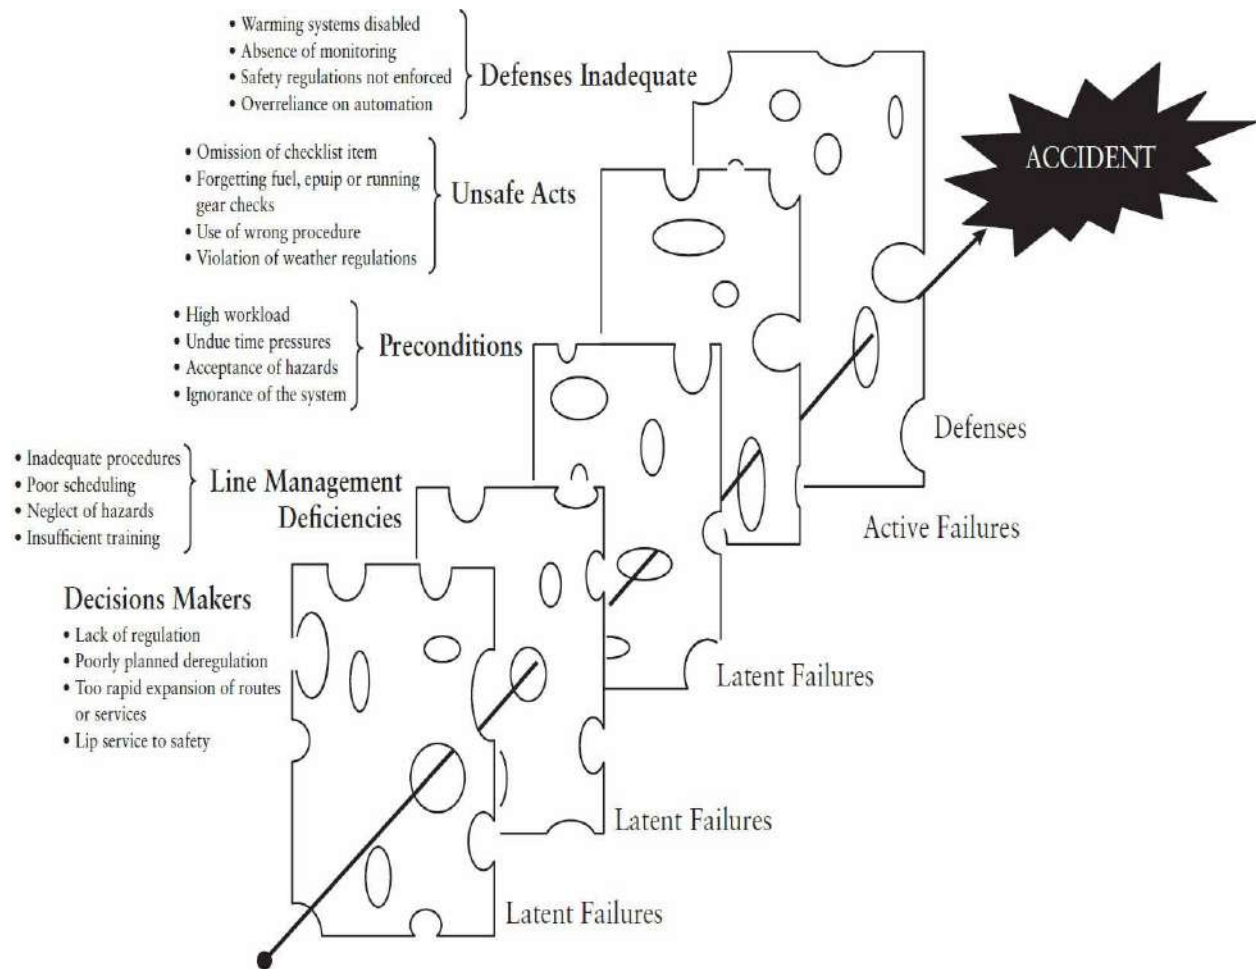 • Warming systems disabled
• Absence of monitoring
• Safety regulations not enforced
• Overreliance on automation
Defenses Inadequate
ACCIDENT
• Omission of checklist item
• Forgetting fuel, epuip or running
gear checks
• Use of wrong procedure
• Violation of weather regulations
Unsafe Acts
• High workload
• Undue time pressures
• Acceptance of hazards
• Ignorance of the system
Preconditions
Defenses
• Inadequate procedures
• Poor scheduling
• Neglect of hazards
• Insufficient training
Line Management
Deficiencies
Active Failures
Decisions Makers
• Lack of regulation
• Poorly planned deregulation
• Too rapid expansion of routes
or services
• Lip service to safety
Latent Failures
Latent Failures
Latent Failures